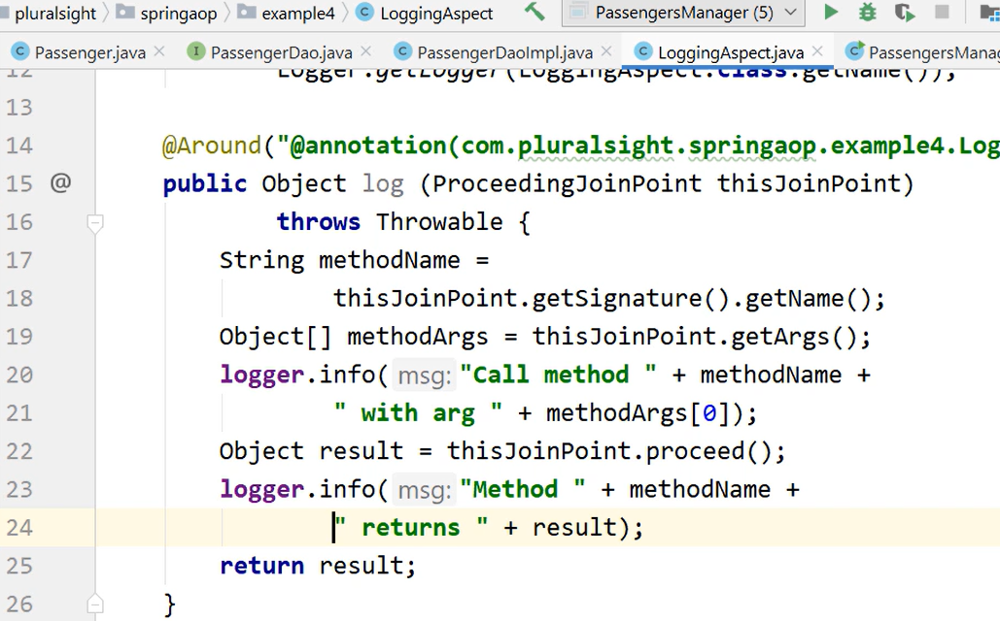 pluralsight springaop example4 LoggingAspect PassengersManager (5)
Passenger.java PassengerDao.java PassengerDaoImpl.java LoggingAspect.java PassengersManag
12 Logger.getLogger(LoggingAspect.class.getName());
13
14 @Around("@annotation(com.pluralsight.springaop.example4.Log
15 @ public Object log (ProceedingJoinPoint thisJoinPoint)
16 throws Throwable {
17 String methodName =
18 thisJoinPoint.getSignature().getName();
19 Object[] methodArgs = thisJoinPoint.getArgs();
20 logger.info( msg: "Call method " + methodName +
21 " with arg " + methodArgs[0]);
22 Object result = thisJoinPoint.proceed();
23 logger.info( msg: "Method " + methodName +
24 " returns " + result);
25 return result;
26 }